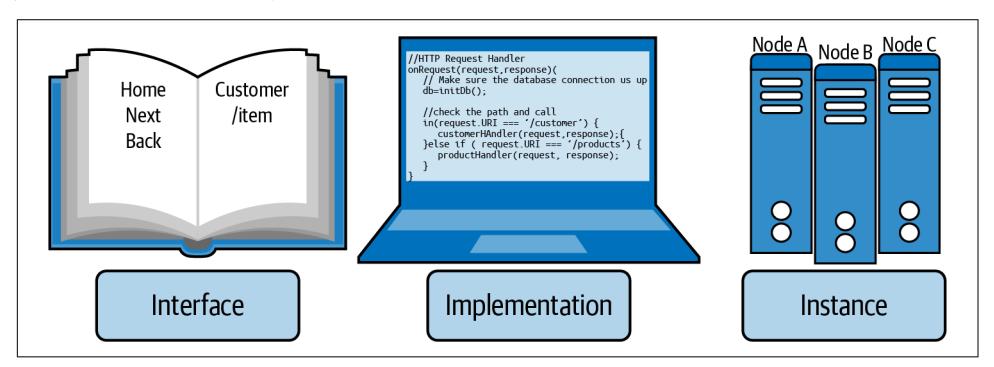 Home
Next
Back
Customer
/item
//HTTP Request Handler
onRequest(request,response)(
// Make sure the database connection us up
db=initDb();
//check the path and call
in(request.URI === ‘/customer’) {
customerHAndler(request,response);{
}else if ( request.URI === ‘/products’) {
productHandler(request, response);
}
}
Node A
Node B
Node C
Interface
Implementation
Instance